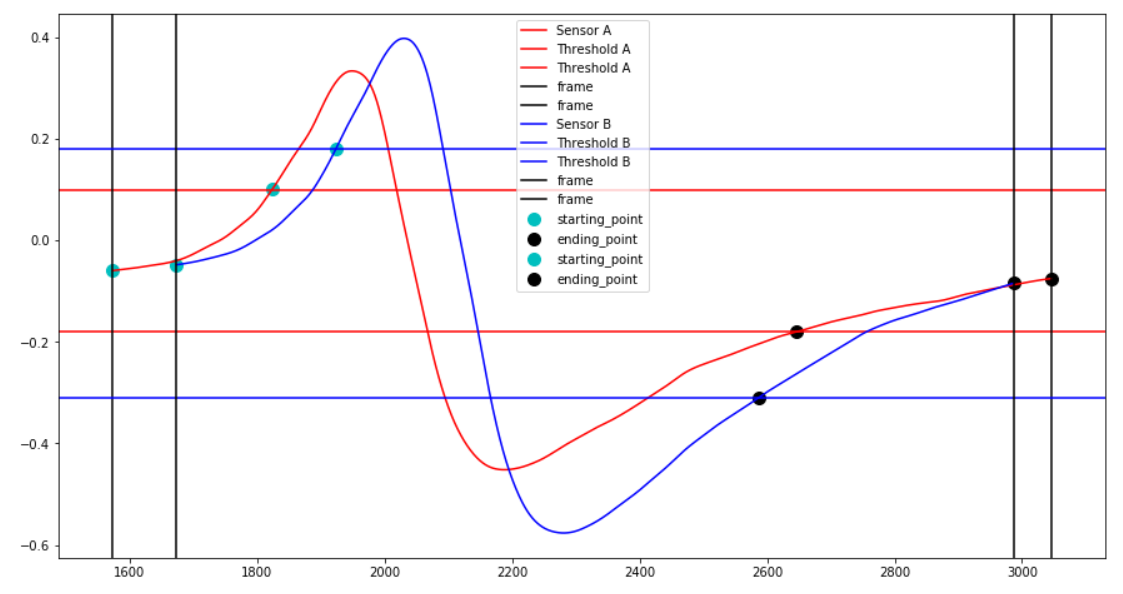 0.4
0.2
0.0
−0.2
−0.4
−0.6
Sensor A
Threshold A
Threshold A
frame
frame
Sensor B
Threshold B
Threshold B
frame
frame
starting_point
ending_point
starting_point
ending_point
1600 1800 2000 2200 2400 2600 2800 3000